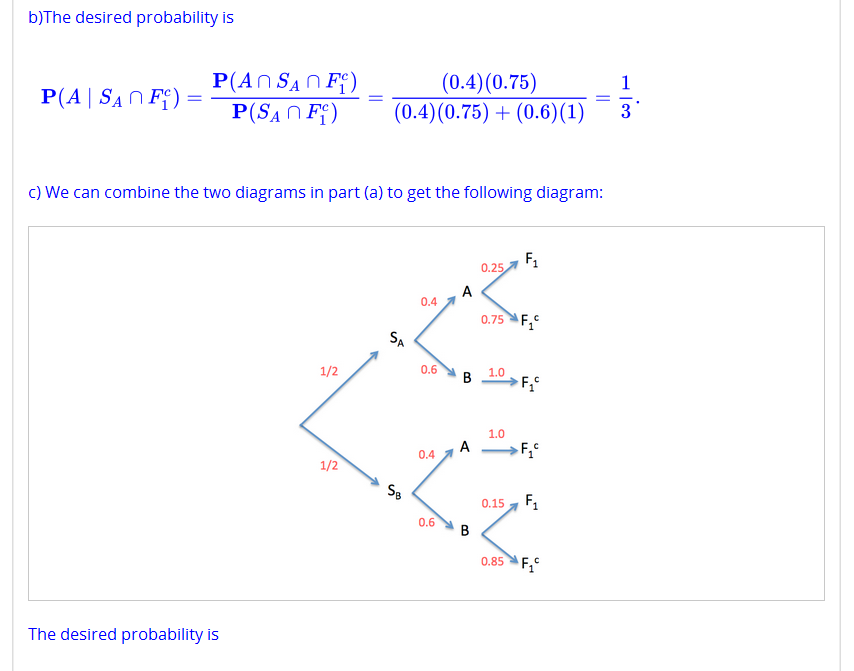 b)The desired probability is
P(A | S_A ∩ F_1^c) = P(A ∩ S_A ∩ F_1^c) / P(S_A ∩ F_1^c) = (0.4)(0.75) / ((0.4)(0.75) + (0.6)(1)) = 1/3.
c) We can combine the two diagrams in part (a) to get the following diagram:
F₁
0.25
A
0.4
0.75 F₁ᶜ
S_A
1/2
0.6
B 1.0 F₁ᶜ
1.0
A F₁ᶜ
0.4
1/2
S_B
0.15 F₁
0.6
B
0.85 F₁ᶜ
The desired probability is